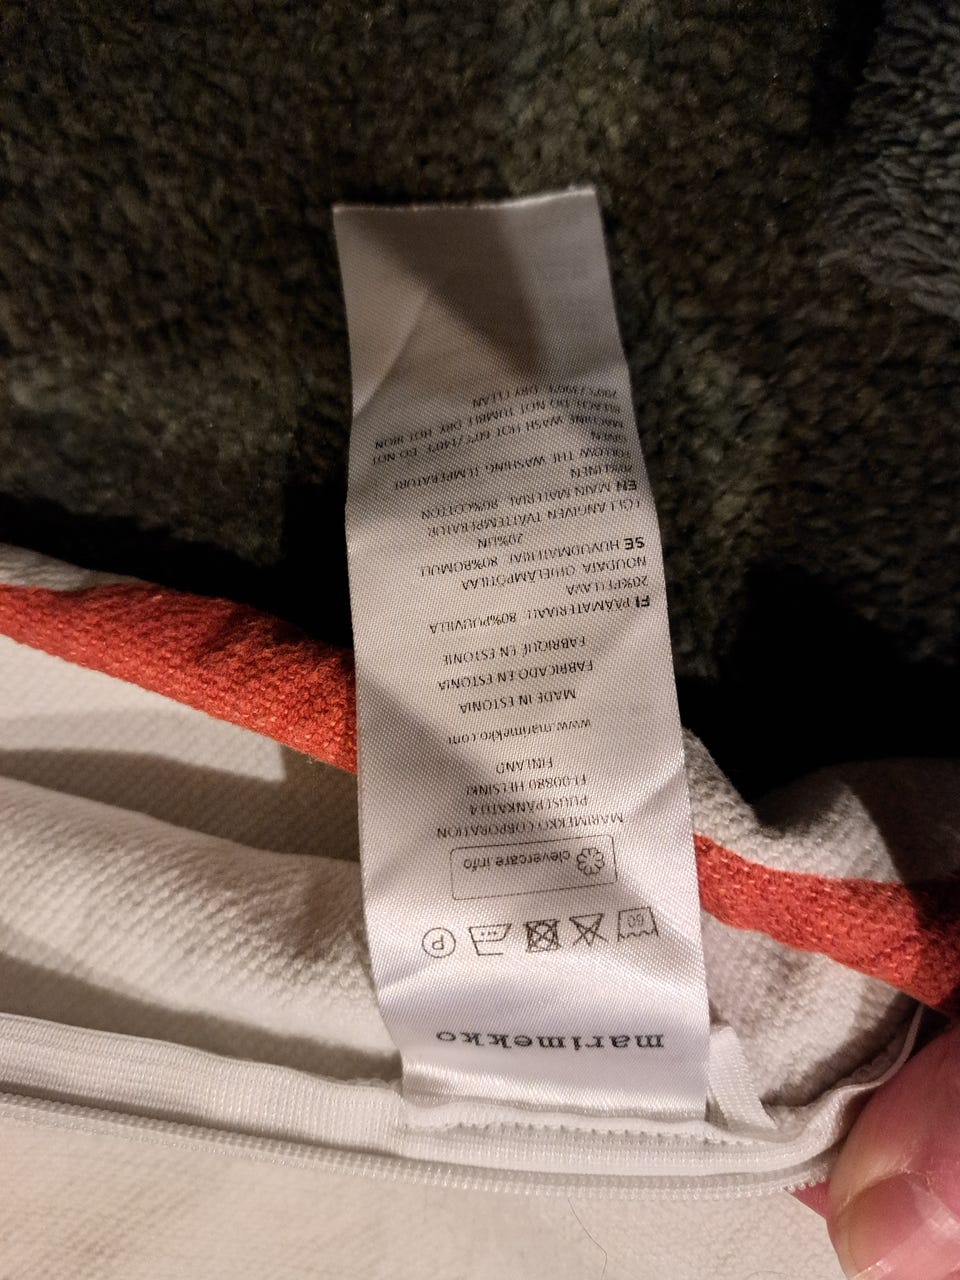 marimekko
60
P
clevercare.info
MARIMEKKO CORPORATION
PUUSEPÄNKATU 4
FI-00880 HELSINKI
FINLAND
www.marimekko.com
MADE IN ESTONIA
FABRICADO EN ESTONIA
FABRIQUÉ EN ESTONIE
FI PÄÄMATERIAALI 80%PUUVILLA
20%PELLAVA
NOUDATA OHJELÄMPÖTILAA
SE HUVUDMATERIAL 80%BOMULL
20%LIN
FÖLJ ANGIVEN TVÄTTEMPERATUR
EN MAIN MATERIAL 80%COTTON
20%LINEN
FOLLOW THE WASHING TEMPERATURE
GIVEN
MACHINE WASH HOT 60°C/140°F, DO NOT
BLEACH, DO NOT TUMBLE DRY, HOT IRON
200°C/390°F, DRY CLEAN